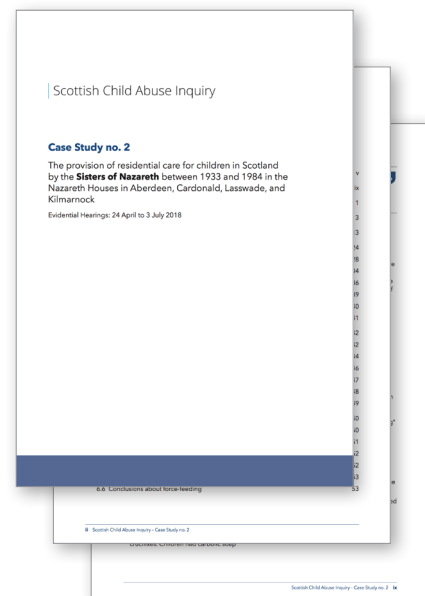 Scottish Child Abuse Inquiry
Case Study no. 2
The provision of residential care for children in Scotland
by the Sisters of Nazareth between 1933 and 1984 in the
Nazareth Houses in Aberdeen, Cardonald, Lasswade, and
Kilmarnock
Evidential Hearings: 24 April to 3 July 2018
v
ix
1
3
6.6 Conclusions about force-feeding 53
ii Scottish Child Abuse Inquiry – Case Study no. 2
Scottish Child Abuse Inquiry – Case Study no. 2 ix